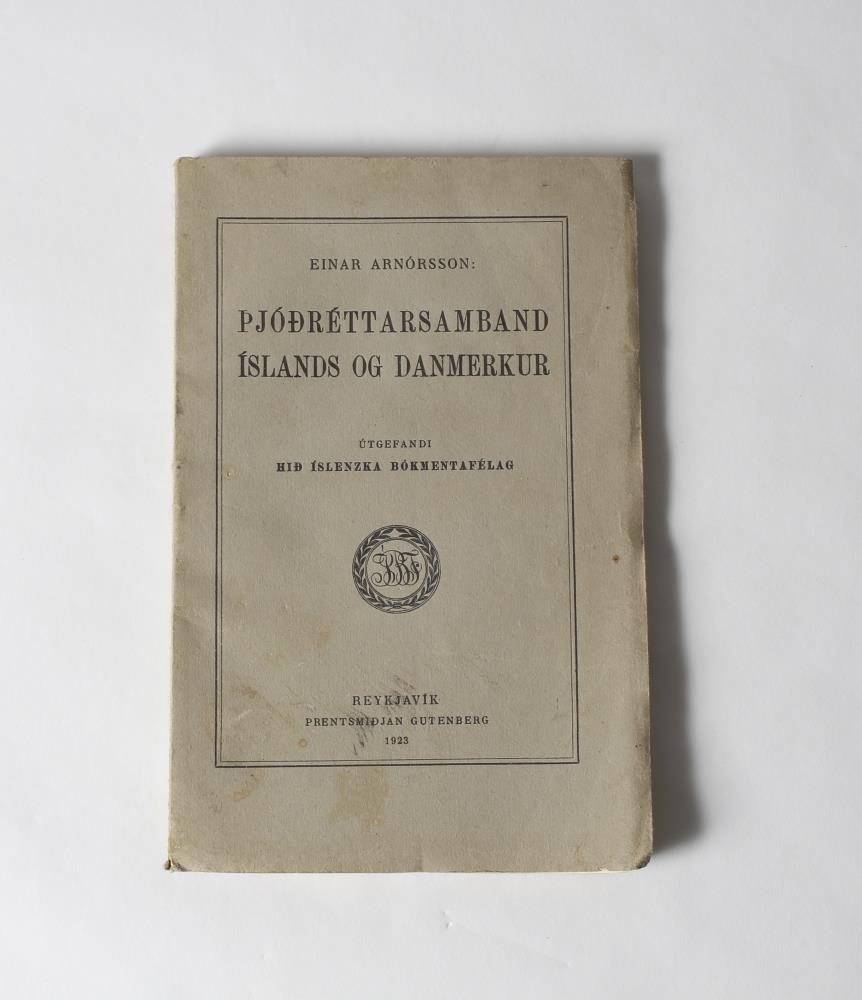 EINAR ARNÓRSSON:
ÞJÓÐRÉTTARSAMBAND
ÍSLANDS OG DANMERKUR
ÚTGEFANDI
HIÐ ÍSLENZKA BÓKMENTAFÉLAG
REYKJAVÍK
PRENTSMIÐJAN GUTENBERG
1923